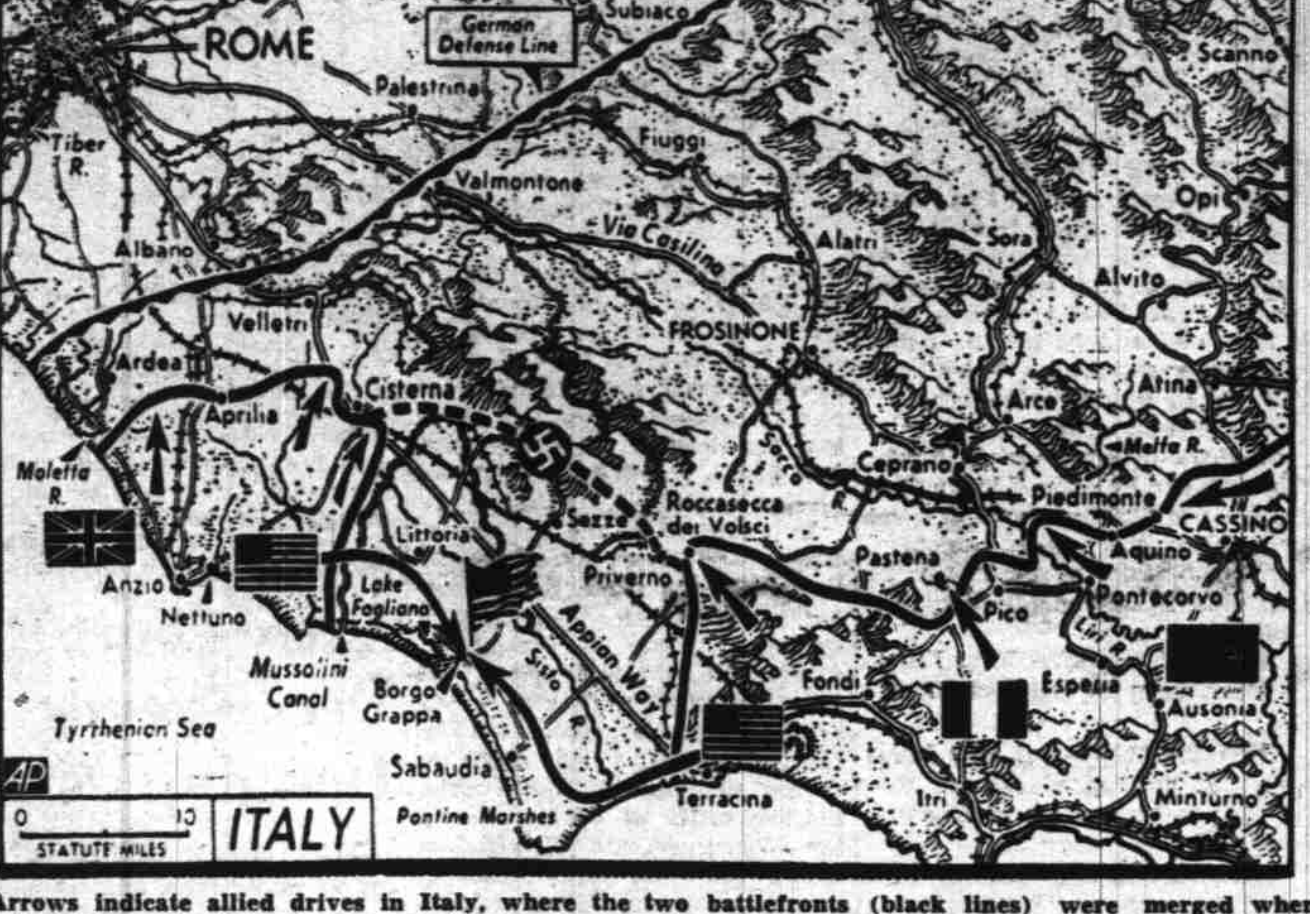 Subiaco
German
Defense Line
ROME
Scanno
Palestrina
Tiber
R.
Fiuggi
Valmontone
Opi
Via Casilina
Albano
Alatri
Sora
Alvito
Velletri
FROSINONE
Ardea
Cisterna
Atina
Aprilia
Arce
Melfa R.
Moletta
R.
Sacco
R.
Ceprano
Piedimonte
Roccasecca
dei Volsci
CASSINO
Littoria
Sezze
Aquino
Pastena
Anzio
Priverno
Lake
Fogliano
Pontecorvo
Nettuno
Pico
Appian Way
Liri
R.
Mussolini
Canal
Sisto
R.
Fondi
Esperia
Borgo
Grappa
Ausonia
Tyrrhenian Sea
Sabaudia
AP
Terracina
Itri
Minturno
Pontine Marshes
0
10
STATUTE MILES
ITALY
Arrows indicate allied drives in Italy, where the two battlefronts (black lines) were merged when